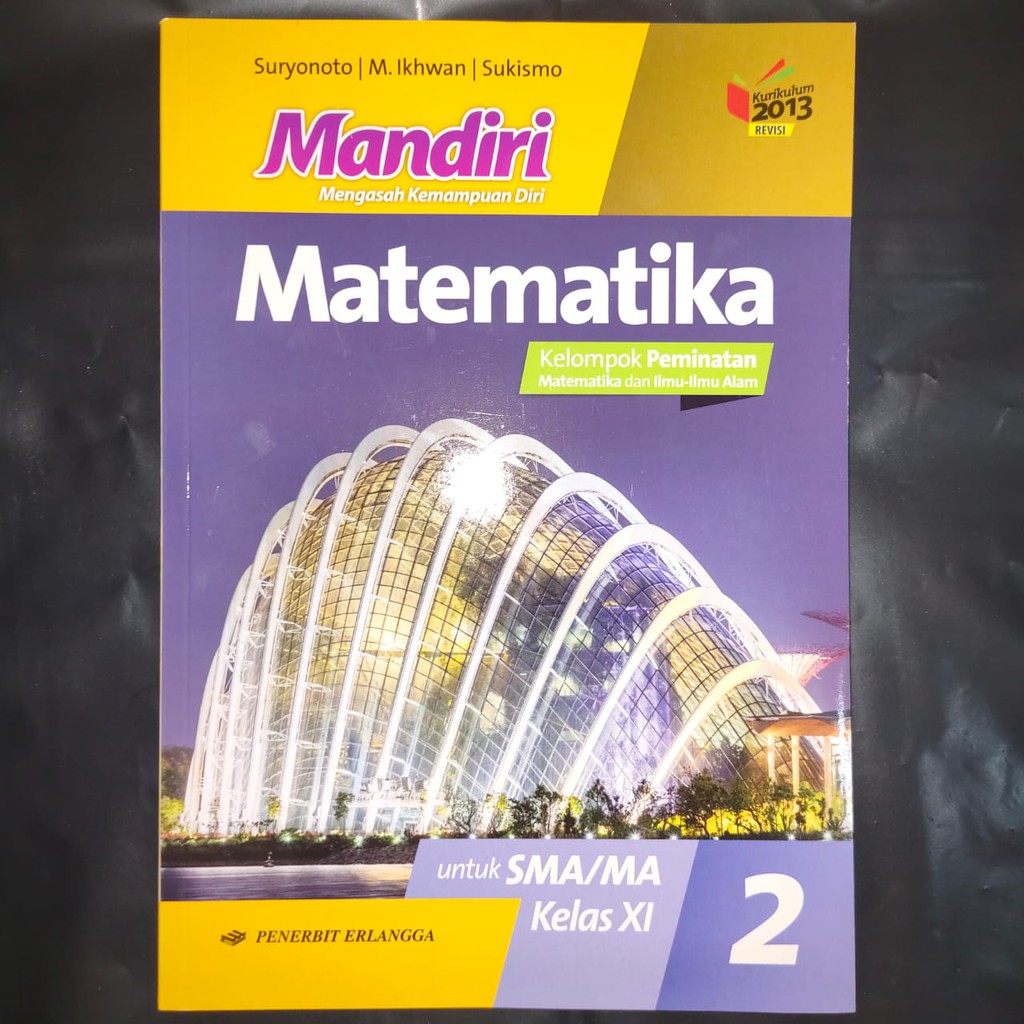 Suryonoto | M. Ikhwan | Sukismo
Kurikulum
2013
REVISI
Mandiri
Mengasah Kemampuan Diri
Matematika
Kelompok Peminatan
Matematika dan Ilmu-Ilmu Alam
untuk SMA/MA
Kelas XI
2
PENERBIT ERLANGGA